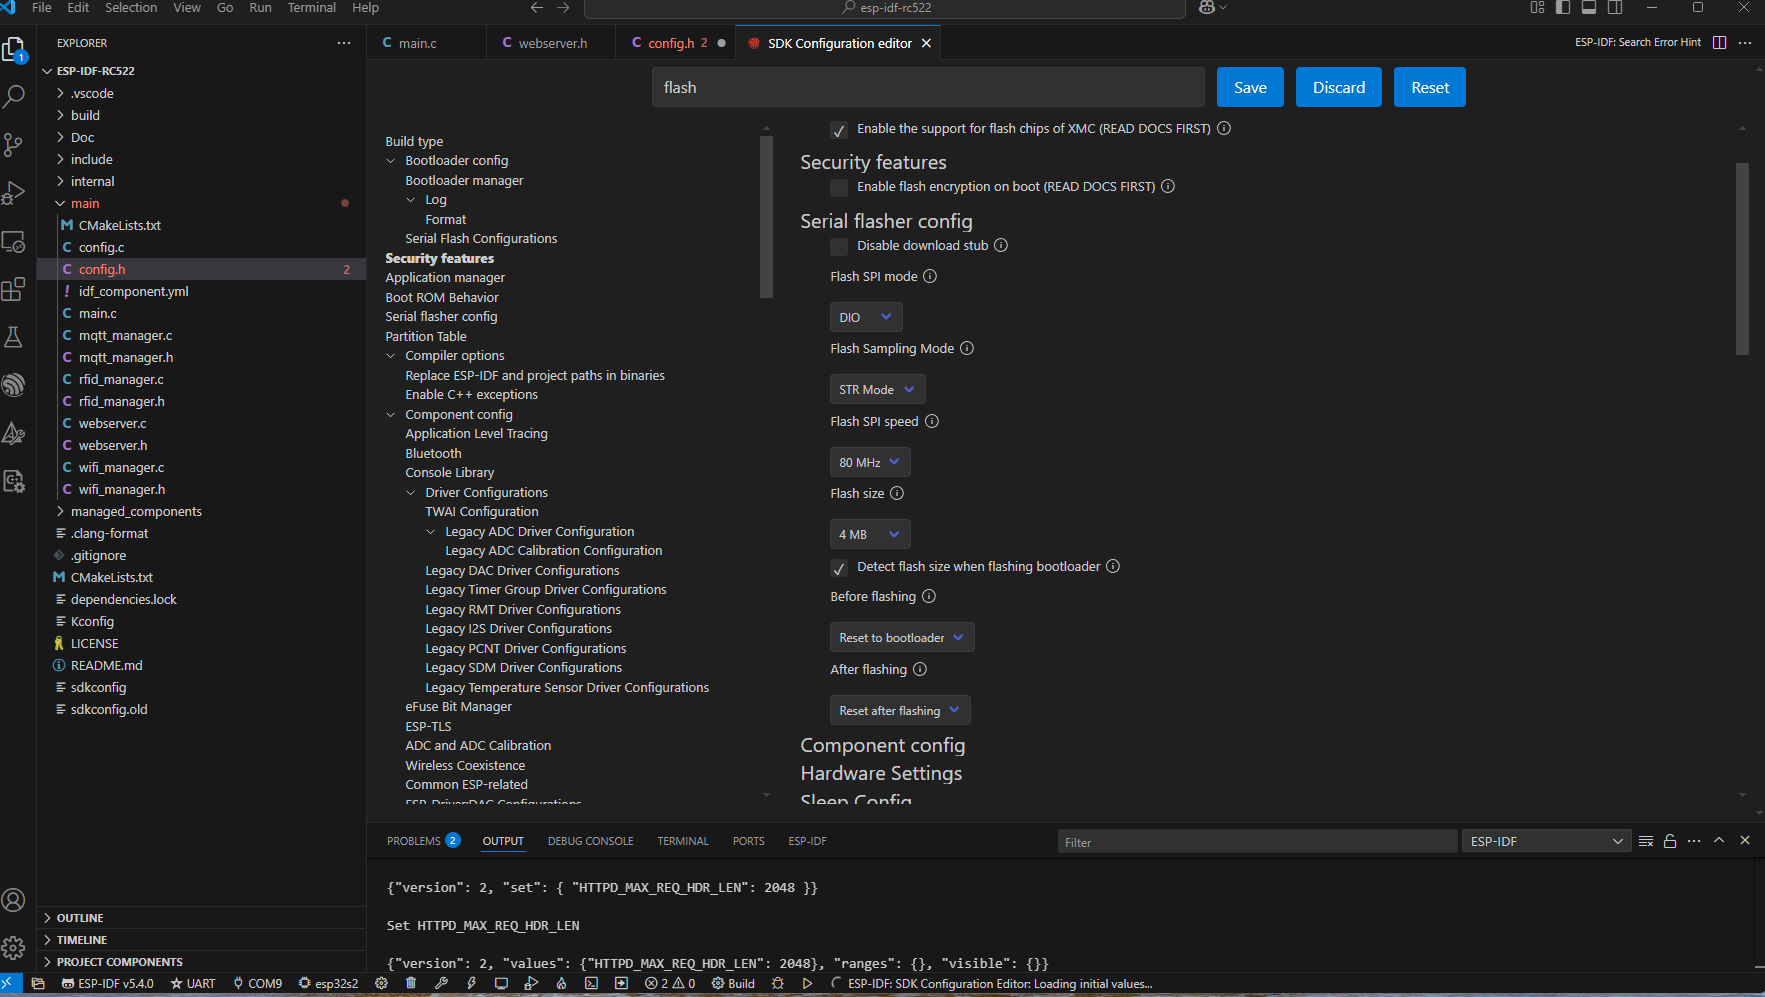 File Edit Selection View Go Run Terminal Help
esp-idf-rc522
EXPLORER
ESP-IDF-RC522
.vscode
build
Doc
include
internal
main
CMakeLists.txt
config.c
config.h 2
idf_component.yml
main.c
mqtt_manager.c
mqtt_manager.h
rfid_manager.c
rfid_manager.h
webserver.c
webserver.h
wifi_manager.c
wifi_manager.h
managed_components
.clang-format
.gitignore
CMakeLists.txt
dependencies.lock
Kconfig
LICENSE
README.md
sdkconfig
sdkconfig.old
OUTLINE
TIMELINE
PROJECT COMPONENTS
main.c
webserver.h
config.h 2
SDK Configuration editor
ESP-IDF: Search Error Hint
flash
Save
Discard
Reset
Build type
Bootloader config
Bootloader manager
Log
Format
Serial Flash Configurations
Security features
Application manager
Boot ROM Behavior
Serial flasher config
Partition Table
Compiler options
Replace ESP-IDF and project paths in binaries
Enable C++ exceptions
Component config
Application Level Tracing
Bluetooth
Console Library
Driver Configurations
TWAI Configuration
Legacy ADC Driver Configuration
Legacy ADC Calibration Configuration
Legacy DAC Driver Configurations
Legacy Timer Group Driver Configurations
Legacy RMT Driver Configurations
Legacy I2S Driver Configurations
Legacy PCNT Driver Configurations
Legacy SDM Driver Configurations
Legacy Temperature Sensor Driver Configurations
eFuse Bit Manager
ESP-TLS
ADC and ADC Calibration
Wireless Coexistence
Common ESP-related
ESP-Driver:DAC Configurations
Enable the support for flash chips of XMC (READ DOCS FIRST)
Security features
Enable flash encryption on boot (READ DOCS FIRST)
Serial flasher config
Disable download stub
Flash SPI mode
DIO
Flash Sampling Mode
STR Mode
Flash SPI speed
80 MHz
Flash size
4 MB
Detect flash size when flashing bootloader
Before flashing
Reset to bootloader
After flashing
Reset after flashing
Component config
Hardware Settings
Sleep Config
PROBLEMS 2 OUTPUT DEBUG CONSOLE TERMINAL PORTS ESP-IDF
Filter
ESP-IDF
{"version": 2, "set": { "HTTPD_MAX_REQ_HDR_LEN": 2048 }}
Set HTTPD_MAX_REQ_HDR_LEN
{"version": 2, "values": {"HTTPD_MAX_REQ_HDR_LEN": 2048}, "ranges": {}, "visible": {}}
1
ESP-IDF v5.4.0 UART COM9 esp32s2 2 0 Build ESP-IDF: SDK Configuration Editor: Loading initial values...